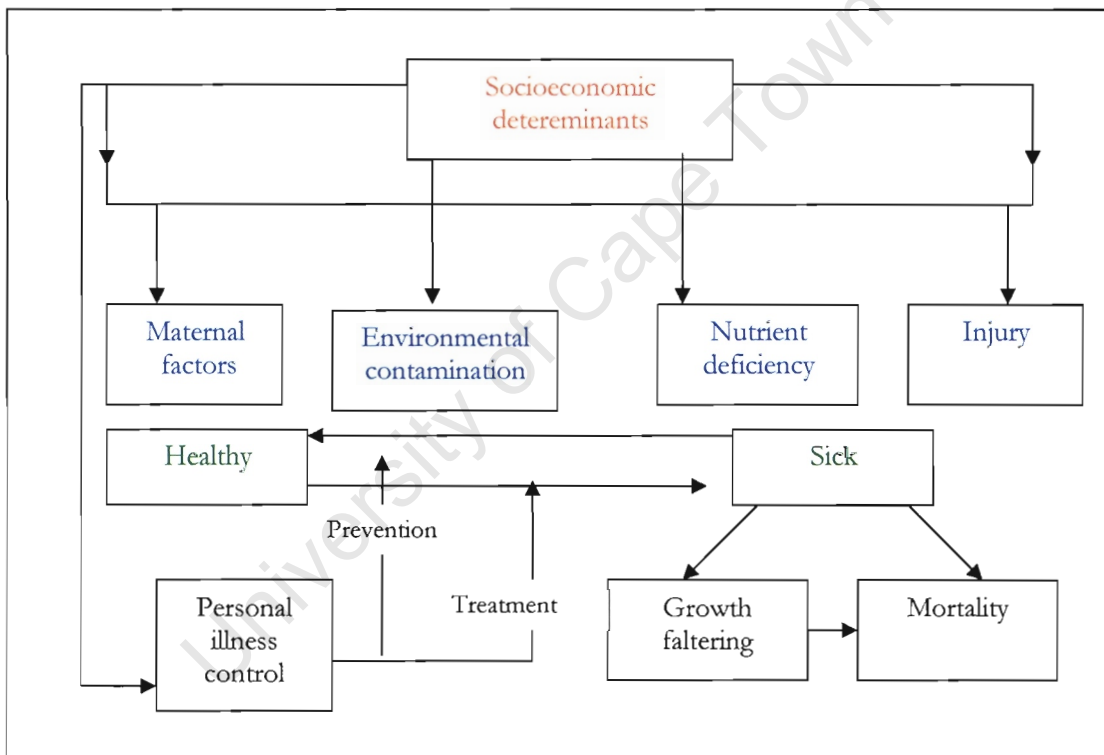 Socioeconomic
detereminants
Maternal
factors
Environmental
contamination
Nutrient
deficiency
Injury
Healthy
Sick
Prevention
Treatment
Personal
illness
control
Growth
faltering
Mortality
University of Cape Town